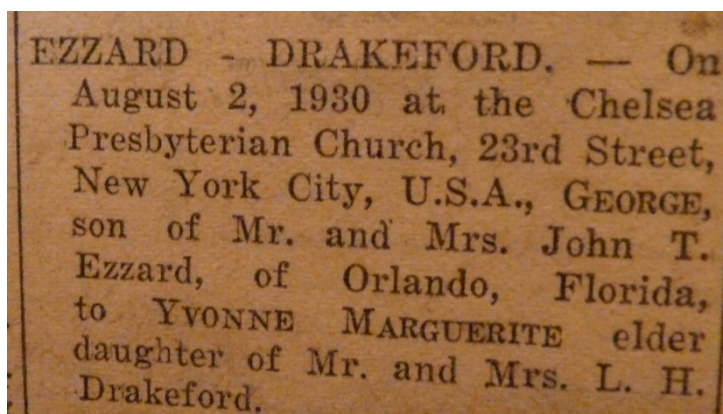 EZZARD - DRAKEFORD. — On
August 2, 1930 at the Chelsea
Presbyterian Church, 23rd Street,
New York City, U.S.A., GEORGE,
son of Mr. and Mrs. John T.
Ezzard, of Orlando, Florida,
to YVONNE MARGUERITE elder
daughter of Mr. and Mrs. L. H.
Drakeford.